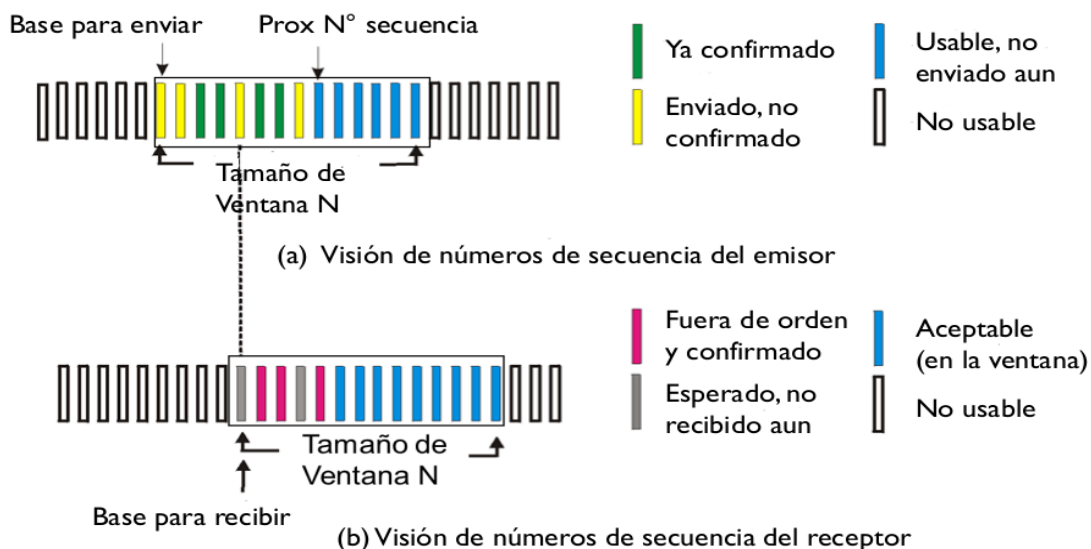 Base para enviar
Prox N° secuencia
Ya confirmado
Usable, no
enviado aun
Enviado, no
confirmado
No usable
Tamaño de
Ventana N
(a) Visión de números de secuencia del emisor
Fuera de orden
y confirmado
Aceptable
(en la ventana)
Esperado, no
recibido aun
No usable
Tamaño de
Ventana N
Base para recibir
(b) Visión de números de secuencia del receptor